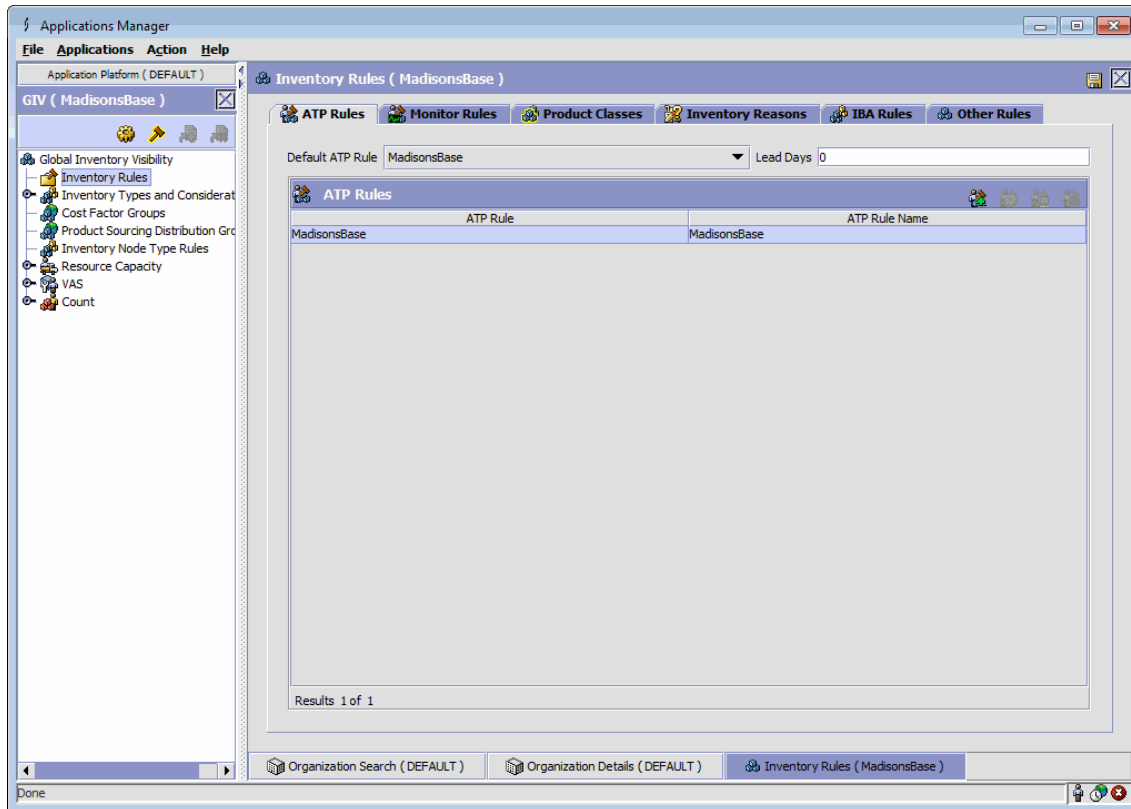 Applications Manager
File Applications Action Help
Application Platform ( DEFAULT )
GIV ( MadisonsBase )
Global Inventory Visibility
Inventory Rules
Inventory Types and Considerat
Cost Factor Groups
Product Sourcing Distribution Grc
Inventory Node Type Rules
Resource Capacity
VAS
Count
Inventory Rules ( MadisonsBase )
ATP Rules Monitor Rules Product Classes Inventory Reasons IBA Rules Other Rules
Default ATP Rule MadisonsBase Lead Days 0
ATP Rules
ATP Rule ATP Rule Name
MadisonsBase MadisonsBase
Results 1 of 1
Organization Search ( DEFAULT ) Organization Details ( DEFAULT ) Inventory Rules ( MadisonsBase )
Done